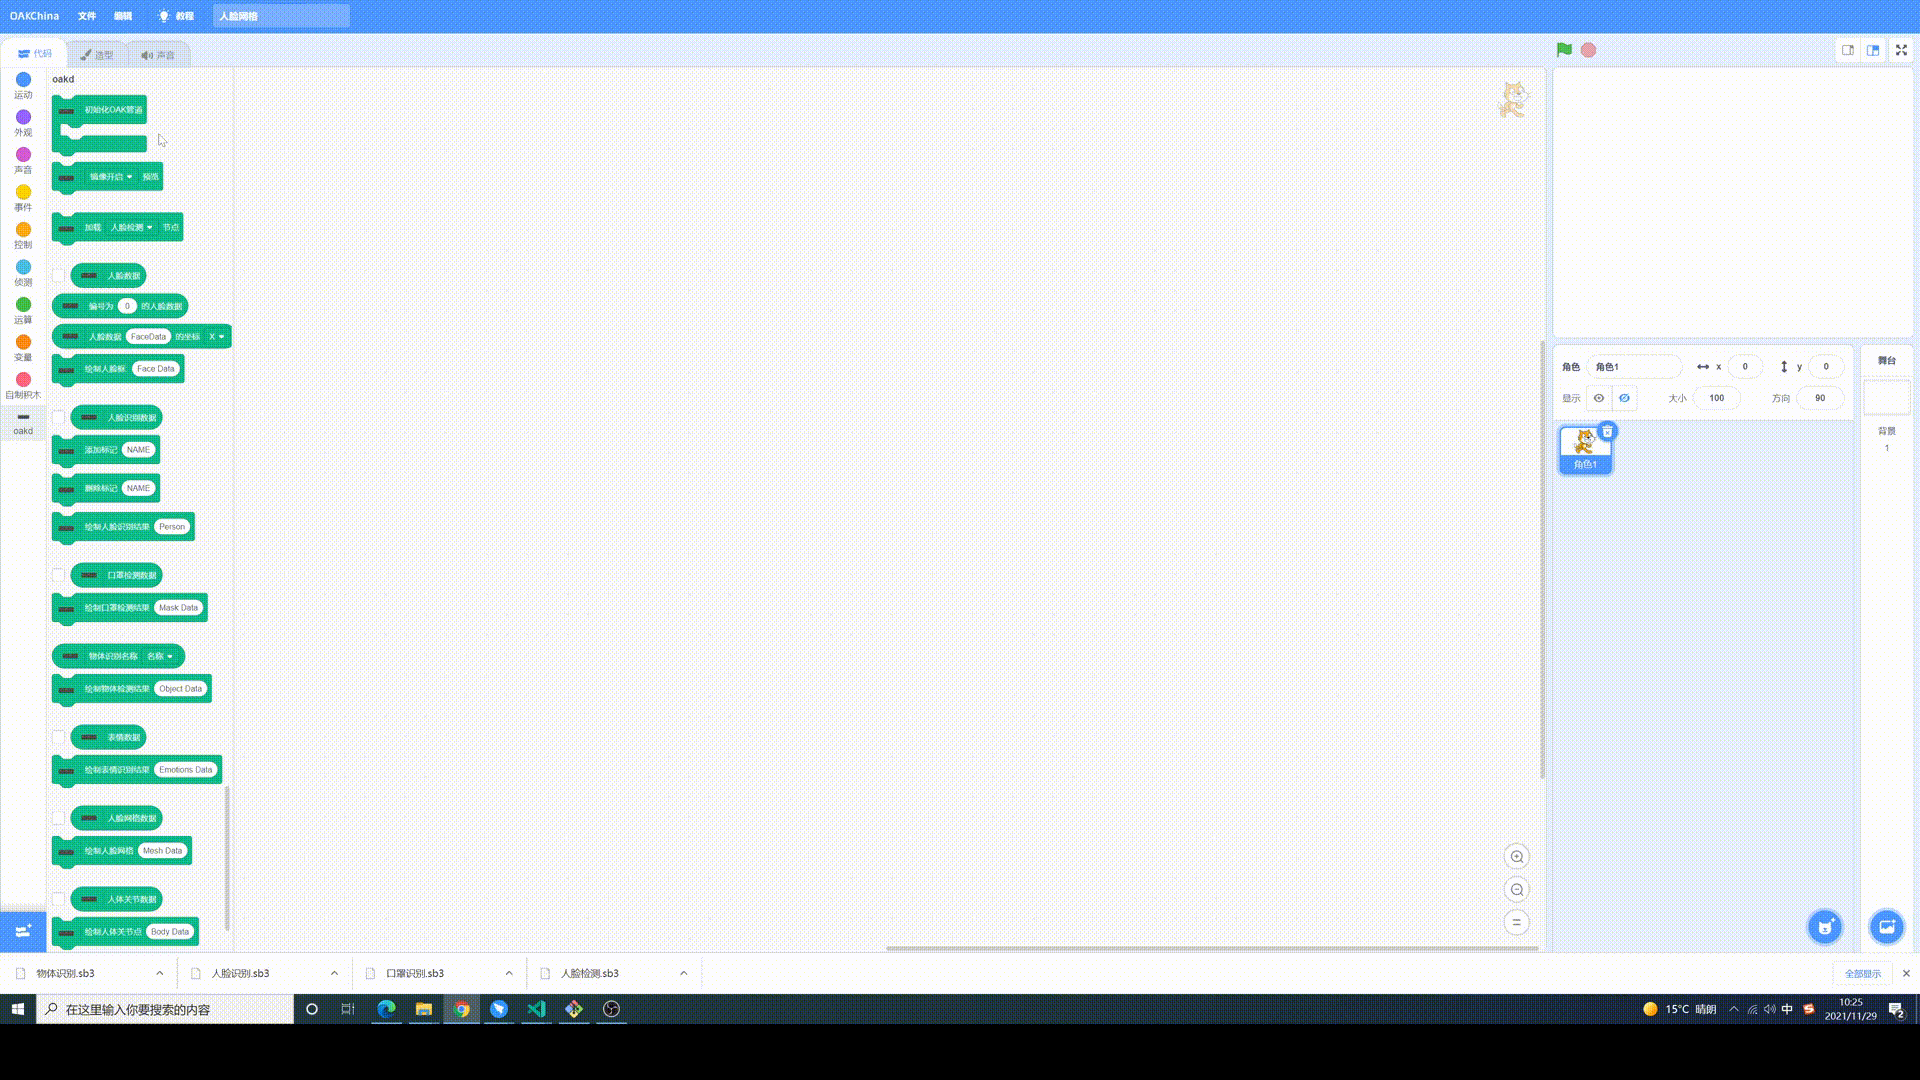 OAKChina 文件 编辑 教程 人脸网格
代码 造型 声音
运动
外观
声音
事件
控制
侦测
运算
变量
自制积木
oakd
oakd
初始化OAK管道
镜像开启 预览
加载 人脸检测 节点
人脸数据
编号为 0 的人脸数据
人脸数据 FaceData 的坐标 X
绘制人脸框 Face Data
人脸识别数据
添加标记 NAME
删除标记 NAME
绘制人脸识别结果 Person
口罩检测数据
绘制口罩检测结果 Mask Data
物体识别名称 名称
绘制物体检测结果 Object Data
表情数据
绘制表情识别结果 Emotions Data
人脸网格数据
绘制人脸网格 Mesh Data
人体关节数据
绘制人体关节点 Body Data
角色 角色1 x 0 y 0
显示 大小 100 方向 90
角色1
舞台
背景
1
物体识别.sb3 人脸识别.sb3 口罩识别.sb3 人脸检测.sb3 全部显示
在这里输入你要搜索的内容
15°C 晴朗 中
10:25
2021/11/29
2